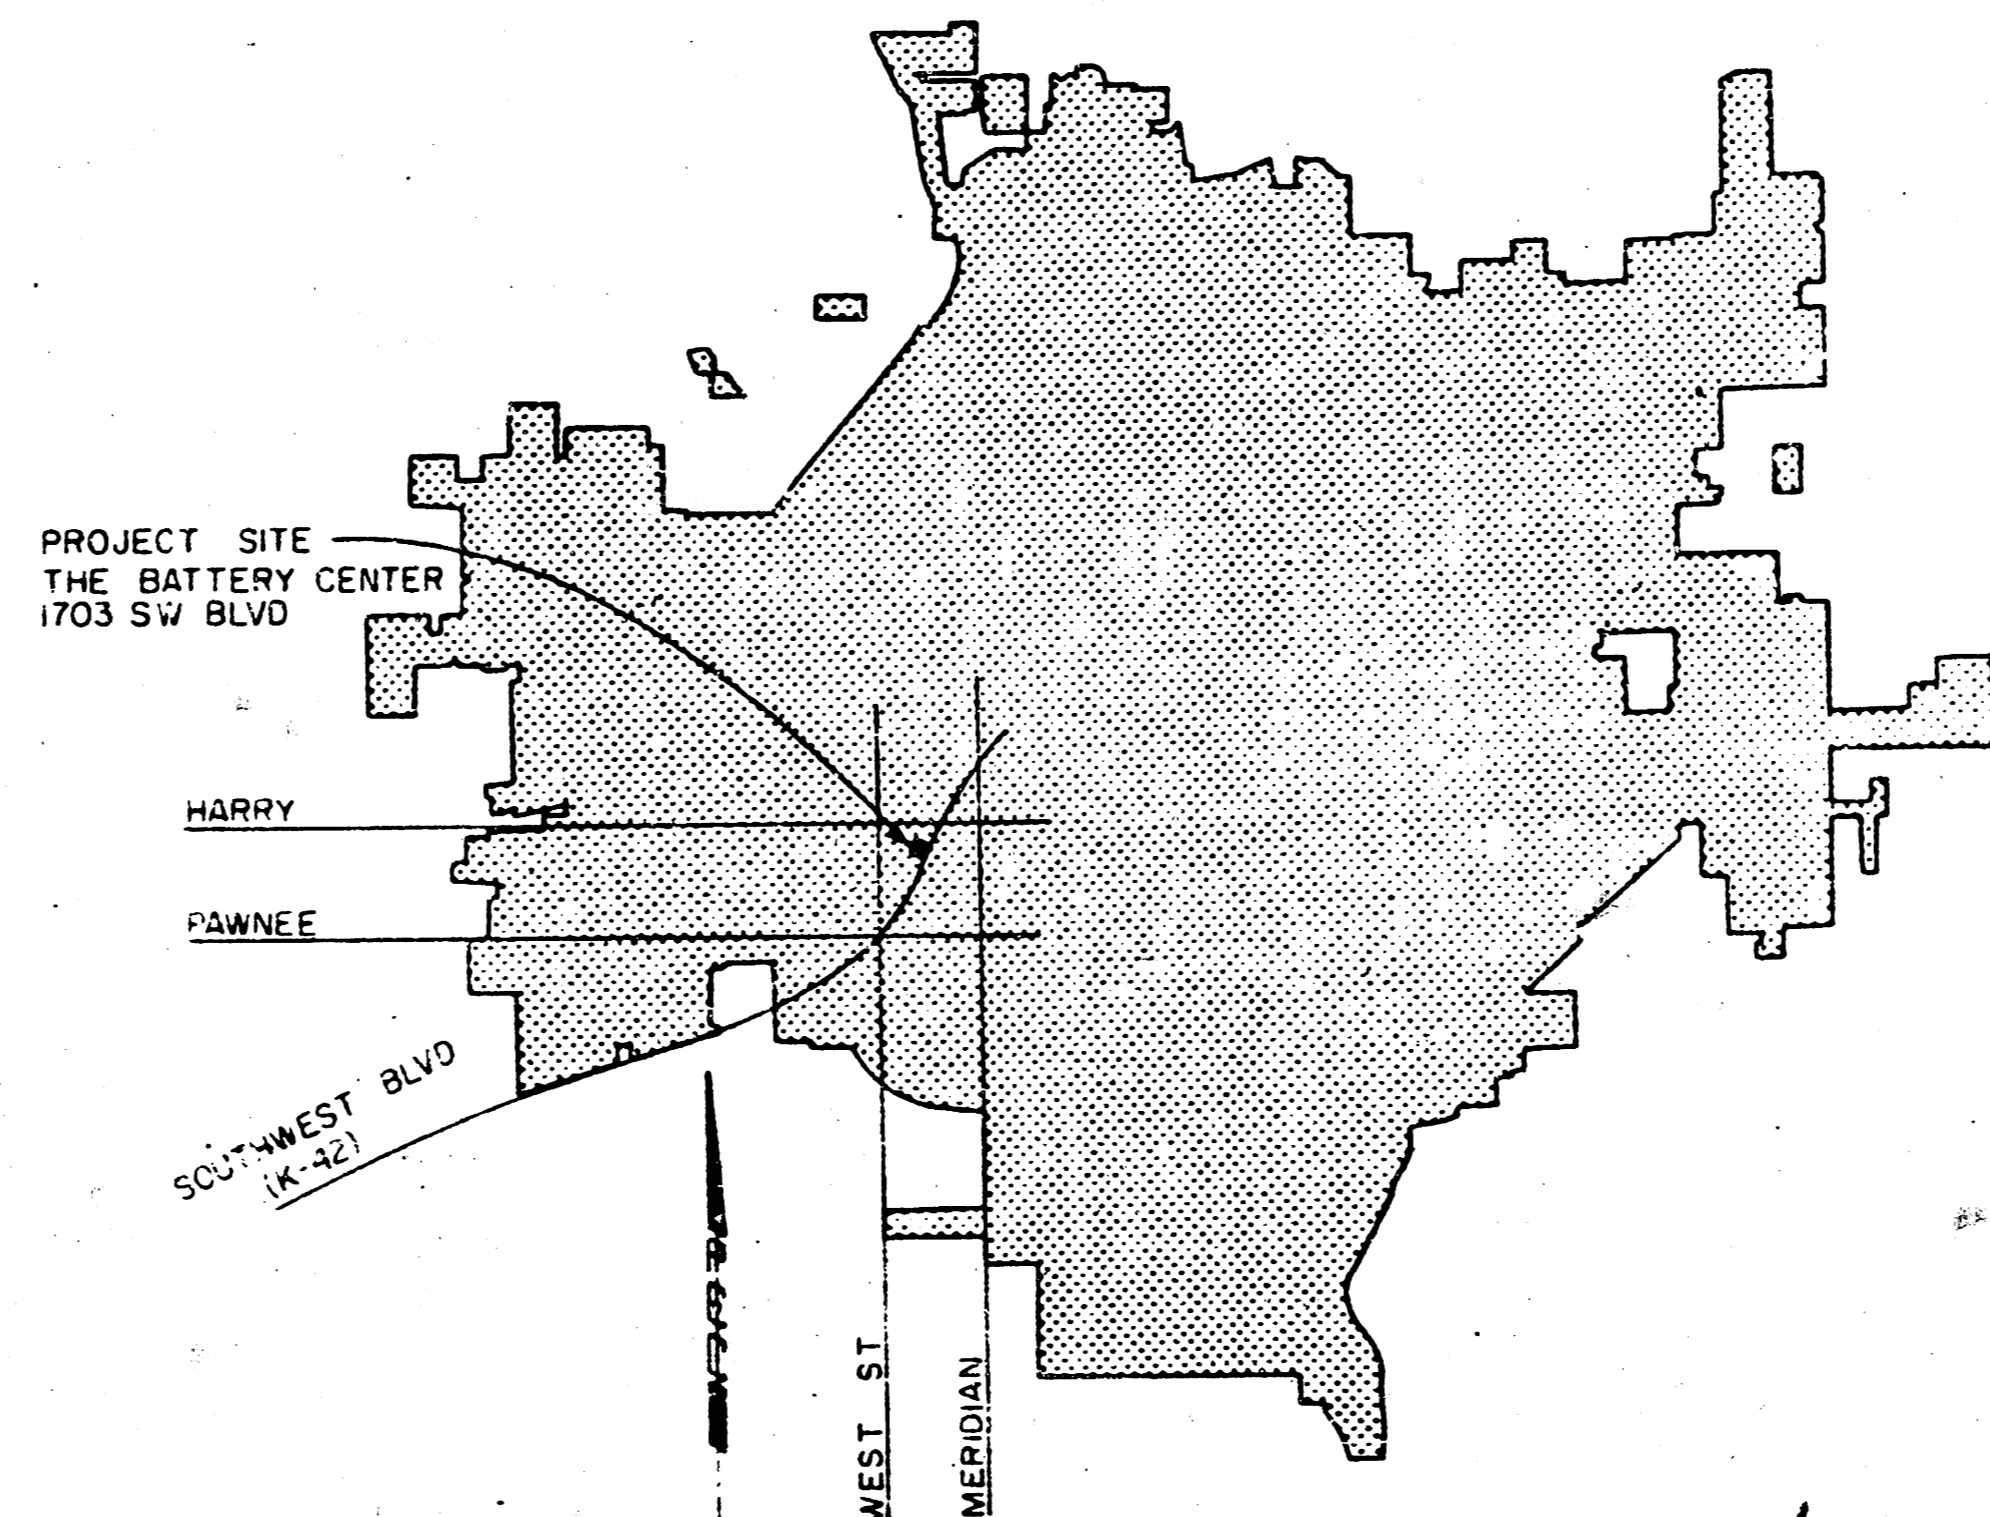 PROJECT SITE
THE BATTERY CENTER
1703 SW BLVD
HARRY
PAWNEE
SOUTHWEST BLVD
(K-42)
WEST ST
MERIDIAN